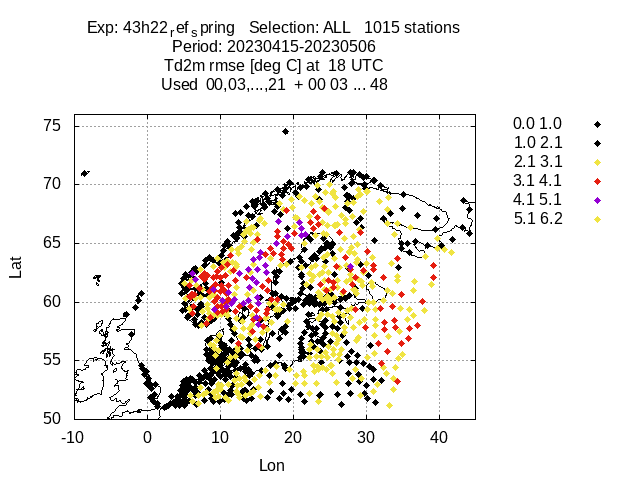 Exp: 43h22ref spring Selection: ALL 1015 stations
Period: 20230415-20230506
Td2m rmse [deg C] at 18 UTC
Used 00,03,...,21 + 00 03 ... 48
75
70
65
60
55
50
-10 0 10 20 30 40
Lat
Lon
0.0 1.0
1.0 2.1
2.1 3.1
3.1 4.1
4.1 5.1
5.1 6.2